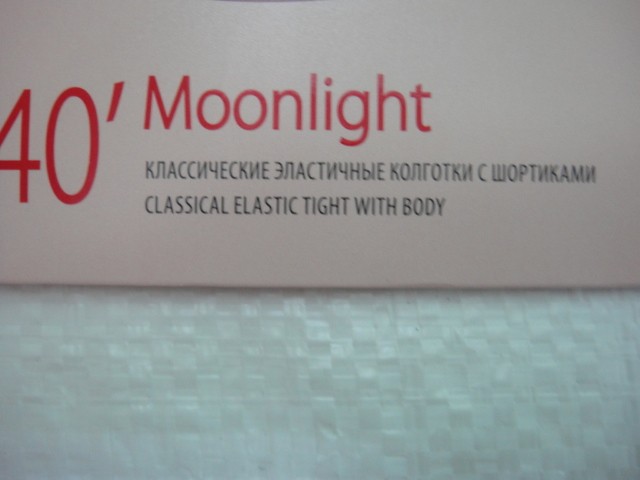 40' Moonlight
КЛАССИЧЕСКИЕ ЭЛАСТИЧНЫЕ КОЛГОТКИ С ШОРТИКАМИ
CLASSICAL ELASTIC TIGHT WITH BODY